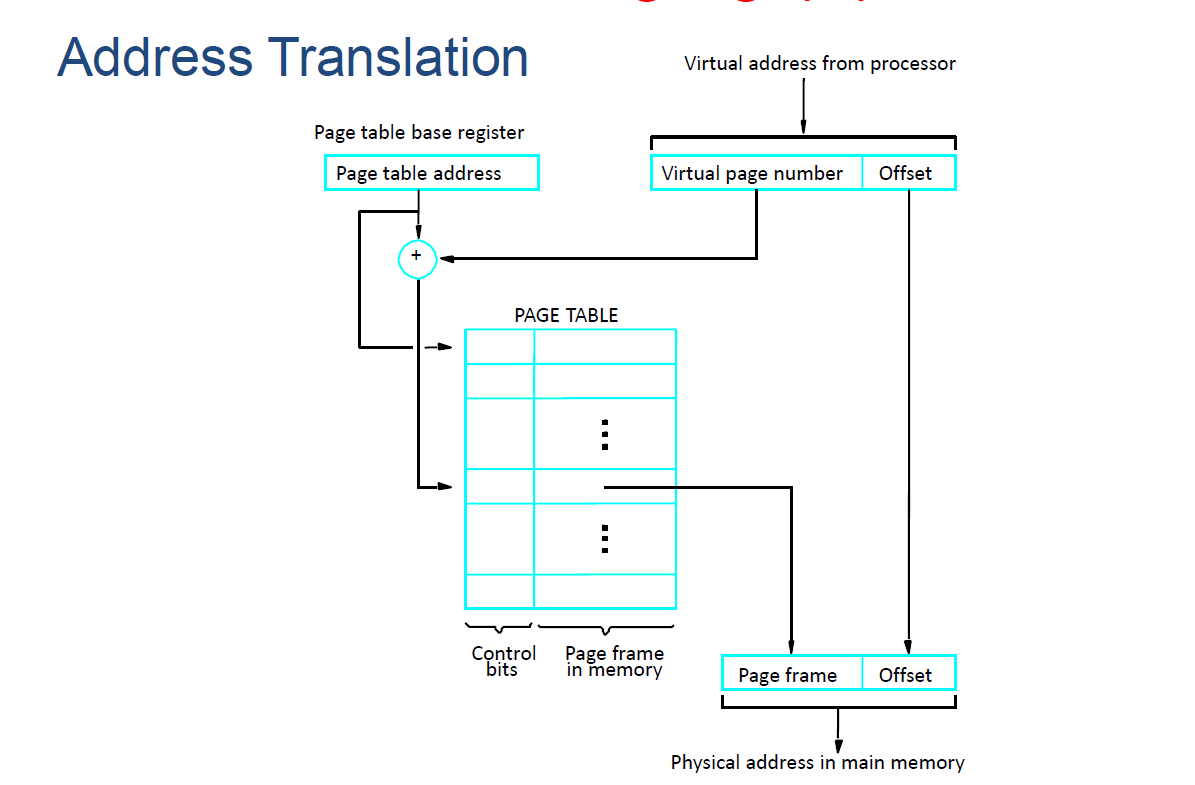 Address Translation
Virtual address from processor
Page table base register
Page table address
Virtual page number
Offset
+
PAGE TABLE
Control
bits
Page frame
in memory
Page frame
Offset
Physical address in main memory